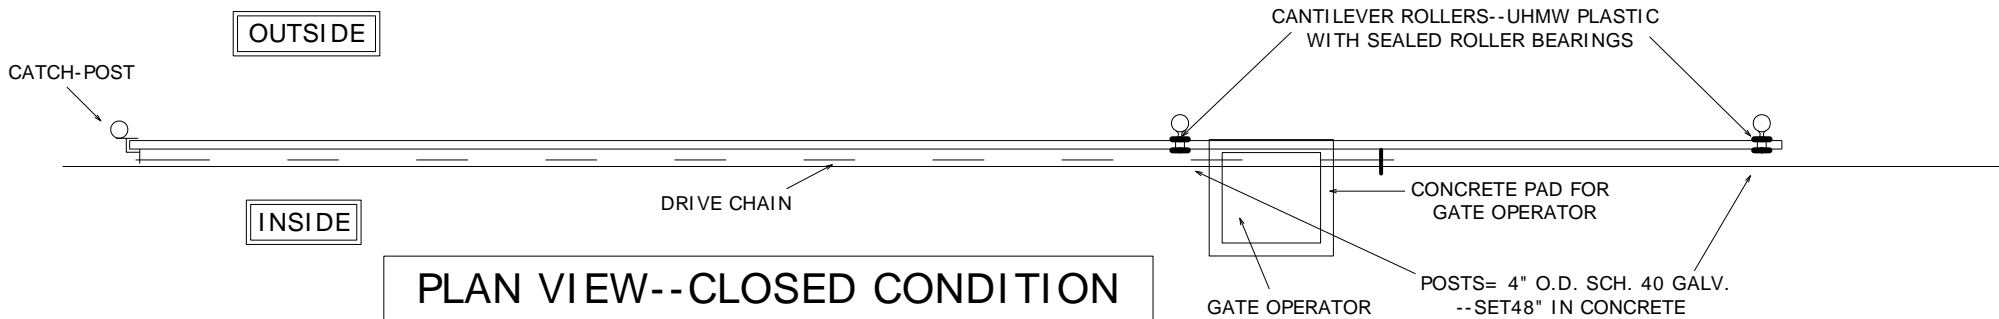 OUTSIDE
CANTILEVER ROLLERS--UHMW PLASTIC
WITH SEALED ROLLER BEARINGS
CATCH-POST
DRIVE CHAIN
CONCRETE PAD FOR
GATE OPERATOR
INSIDE
PLAN VIEW--CLOSED CONDITION
GATE OPERATOR
POSTS= 4" O.D. SCH. 40 GALV.
--SET48" IN CONCRETE